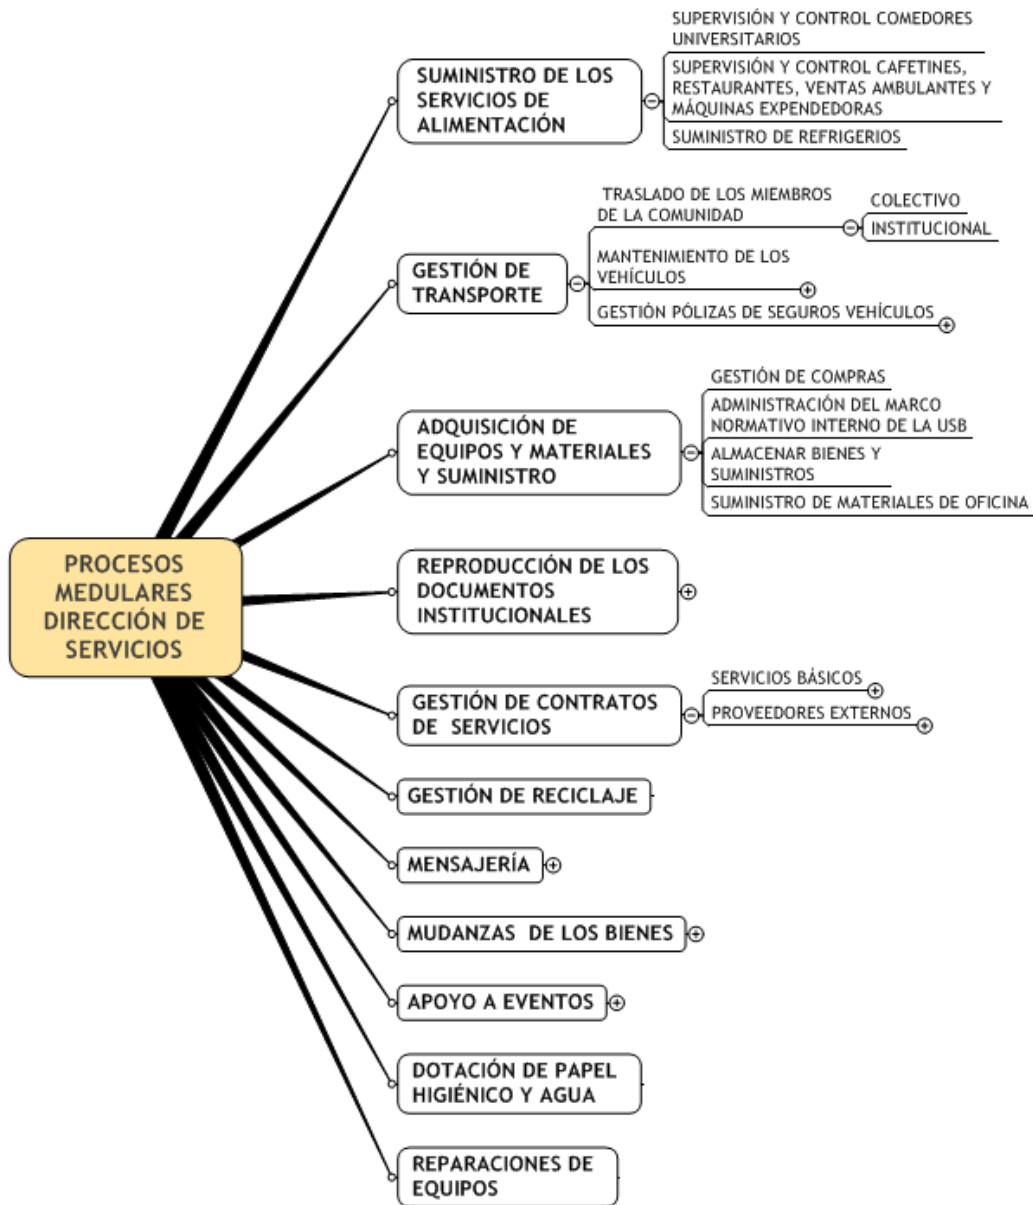 SUPERVISIÓN Y CONTROL COMEDORES
UNIVERSITARIOS
SUMINISTRO DE LOS
SERVICIOS DE
ALIMENTACIÓN
SUPERVISIÓN Y CONTROL CAFETINES,
RESTAURANTES, VENTAS AMBULANTES Y
MÁQUINAS EXPENDEDORAS
SUMINISTRO DE REFRIGERIOS
TRASLADO DE LOS MIEMBROS
DE LA COMUNIDAD
COLECTIVO
INSTITUCIONAL
GESTIÓN DE
TRANSPORTE
MANTENIMIENTO DE LOS
VEHÍCULOS
GESTIÓN PÓLIZAS DE SEGUROS VEHÍCULOS
GESTIÓN DE COMPRAS
ADMINISTRACIÓN DEL MARCO
NORMATIVO INTERNO DE LA USB
ADQUISICIÓN DE
EQUIPOS Y MATERIALES
Y SUMINISTRO
ALMACENAR BIENES Y
SUMINISTROS
SUMINISTRO DE MATERIALES DE OFICINA
PROCESOS
MEDULARES
DIRECCIÓN DE
SERVICIOS
REPRODUCCIÓN DE LOS
DOCUMENTOS
INSTITUCIONALES
GESTIÓN DE CONTRATOS
DE SERVICIOS
SERVICIOS BÁSICOS
PROVEEDORES EXTERNOS
GESTIÓN DE RECICLAJE
MENSAJERÍA
MUDANZAS DE LOS BIENES
APOYO A EVENTOS
DOTACIÓN DE PAPEL
HIGIÉNICO Y AGUA
REPARACIONES DE
EQUIPOS